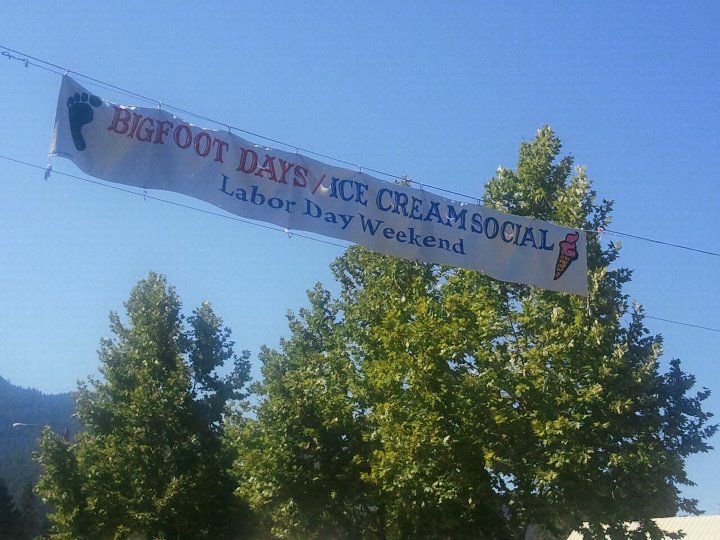 BIGFOOT DAYS / ICE CREAM SOCIAL
Labor Day Weekend